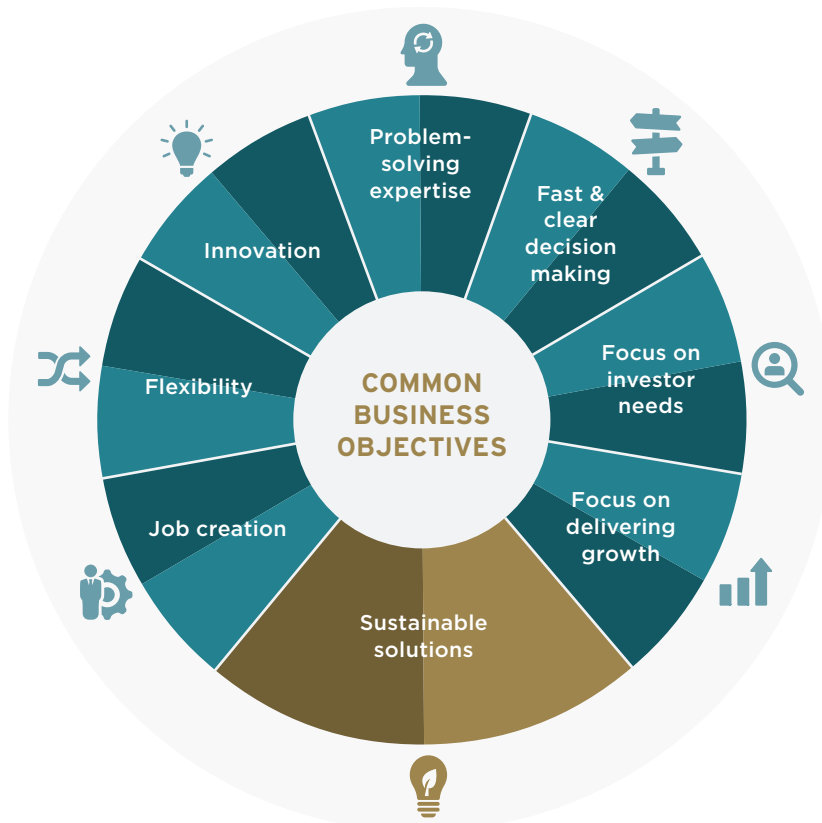 Problem-
solving
expertise
Fast &
clear
decision
making
Innovation
Focus on
investor
needs
Flexibility
COMMON
BUSINESS
OBJECTIVES
Focus on
delivering
growth
Job creation
Sustainable
solutions